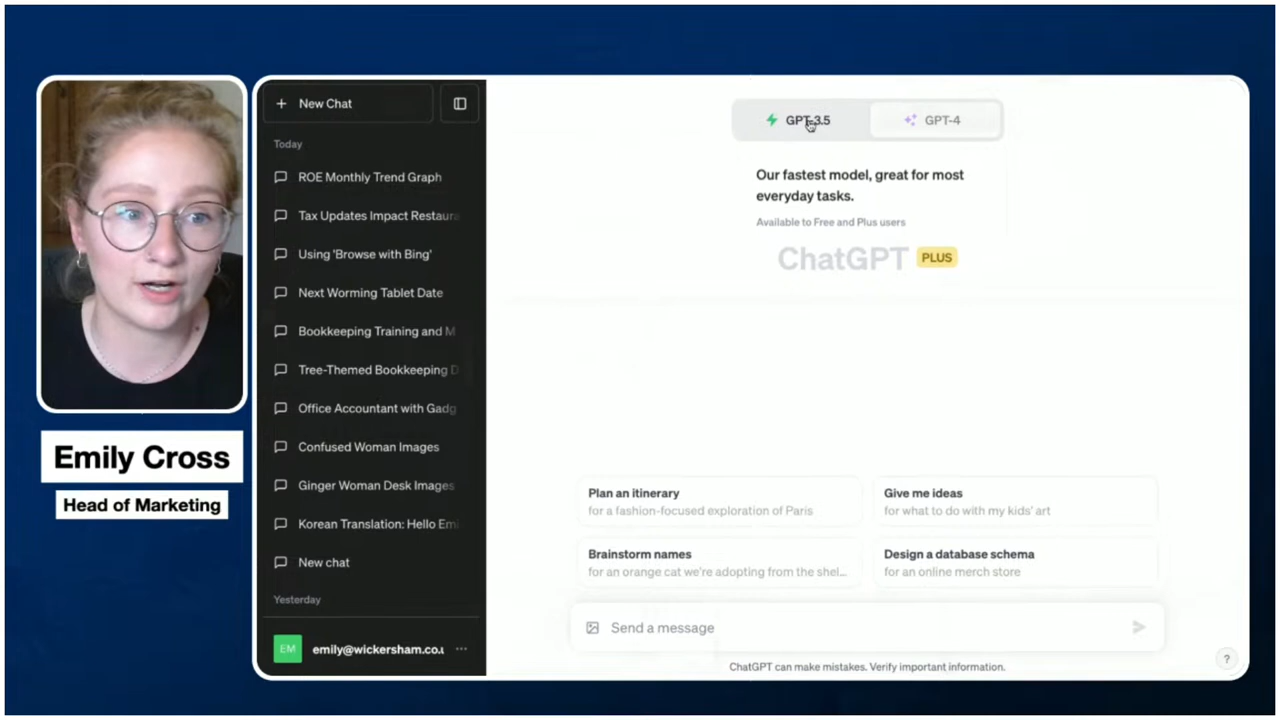 New Chat
Today
ROE Monthly Trend Graph
Tax Updates Impact Restaura
Using 'Browse with Bing'
Next Worming Tablet Date
Bookkeeping Training and M
Tree-Themed Bookkeeping D
Office Accountant with Gadg
Confused Woman Images
Ginger Woman Desk Images
Korean Translation: Hello Emi
New chat
Yesterday
EM emily@wickersham.co.u
Emily Cross
Head of Marketing
GPT-3.5 GPT-4
Our fastest model, great for most
everyday tasks.
Available to Free and Plus users
ChatGPT PLUS
Plan an itinerary
for a fashion-focused exploration of Paris
Give me ideas
for what to do with my kids' art
Brainstorm names
for an orange cat we're adopting from the shel...
Design a database schema
for an online merch store
Send a message
ChatGPT can make mistakes. Verify important information.
?